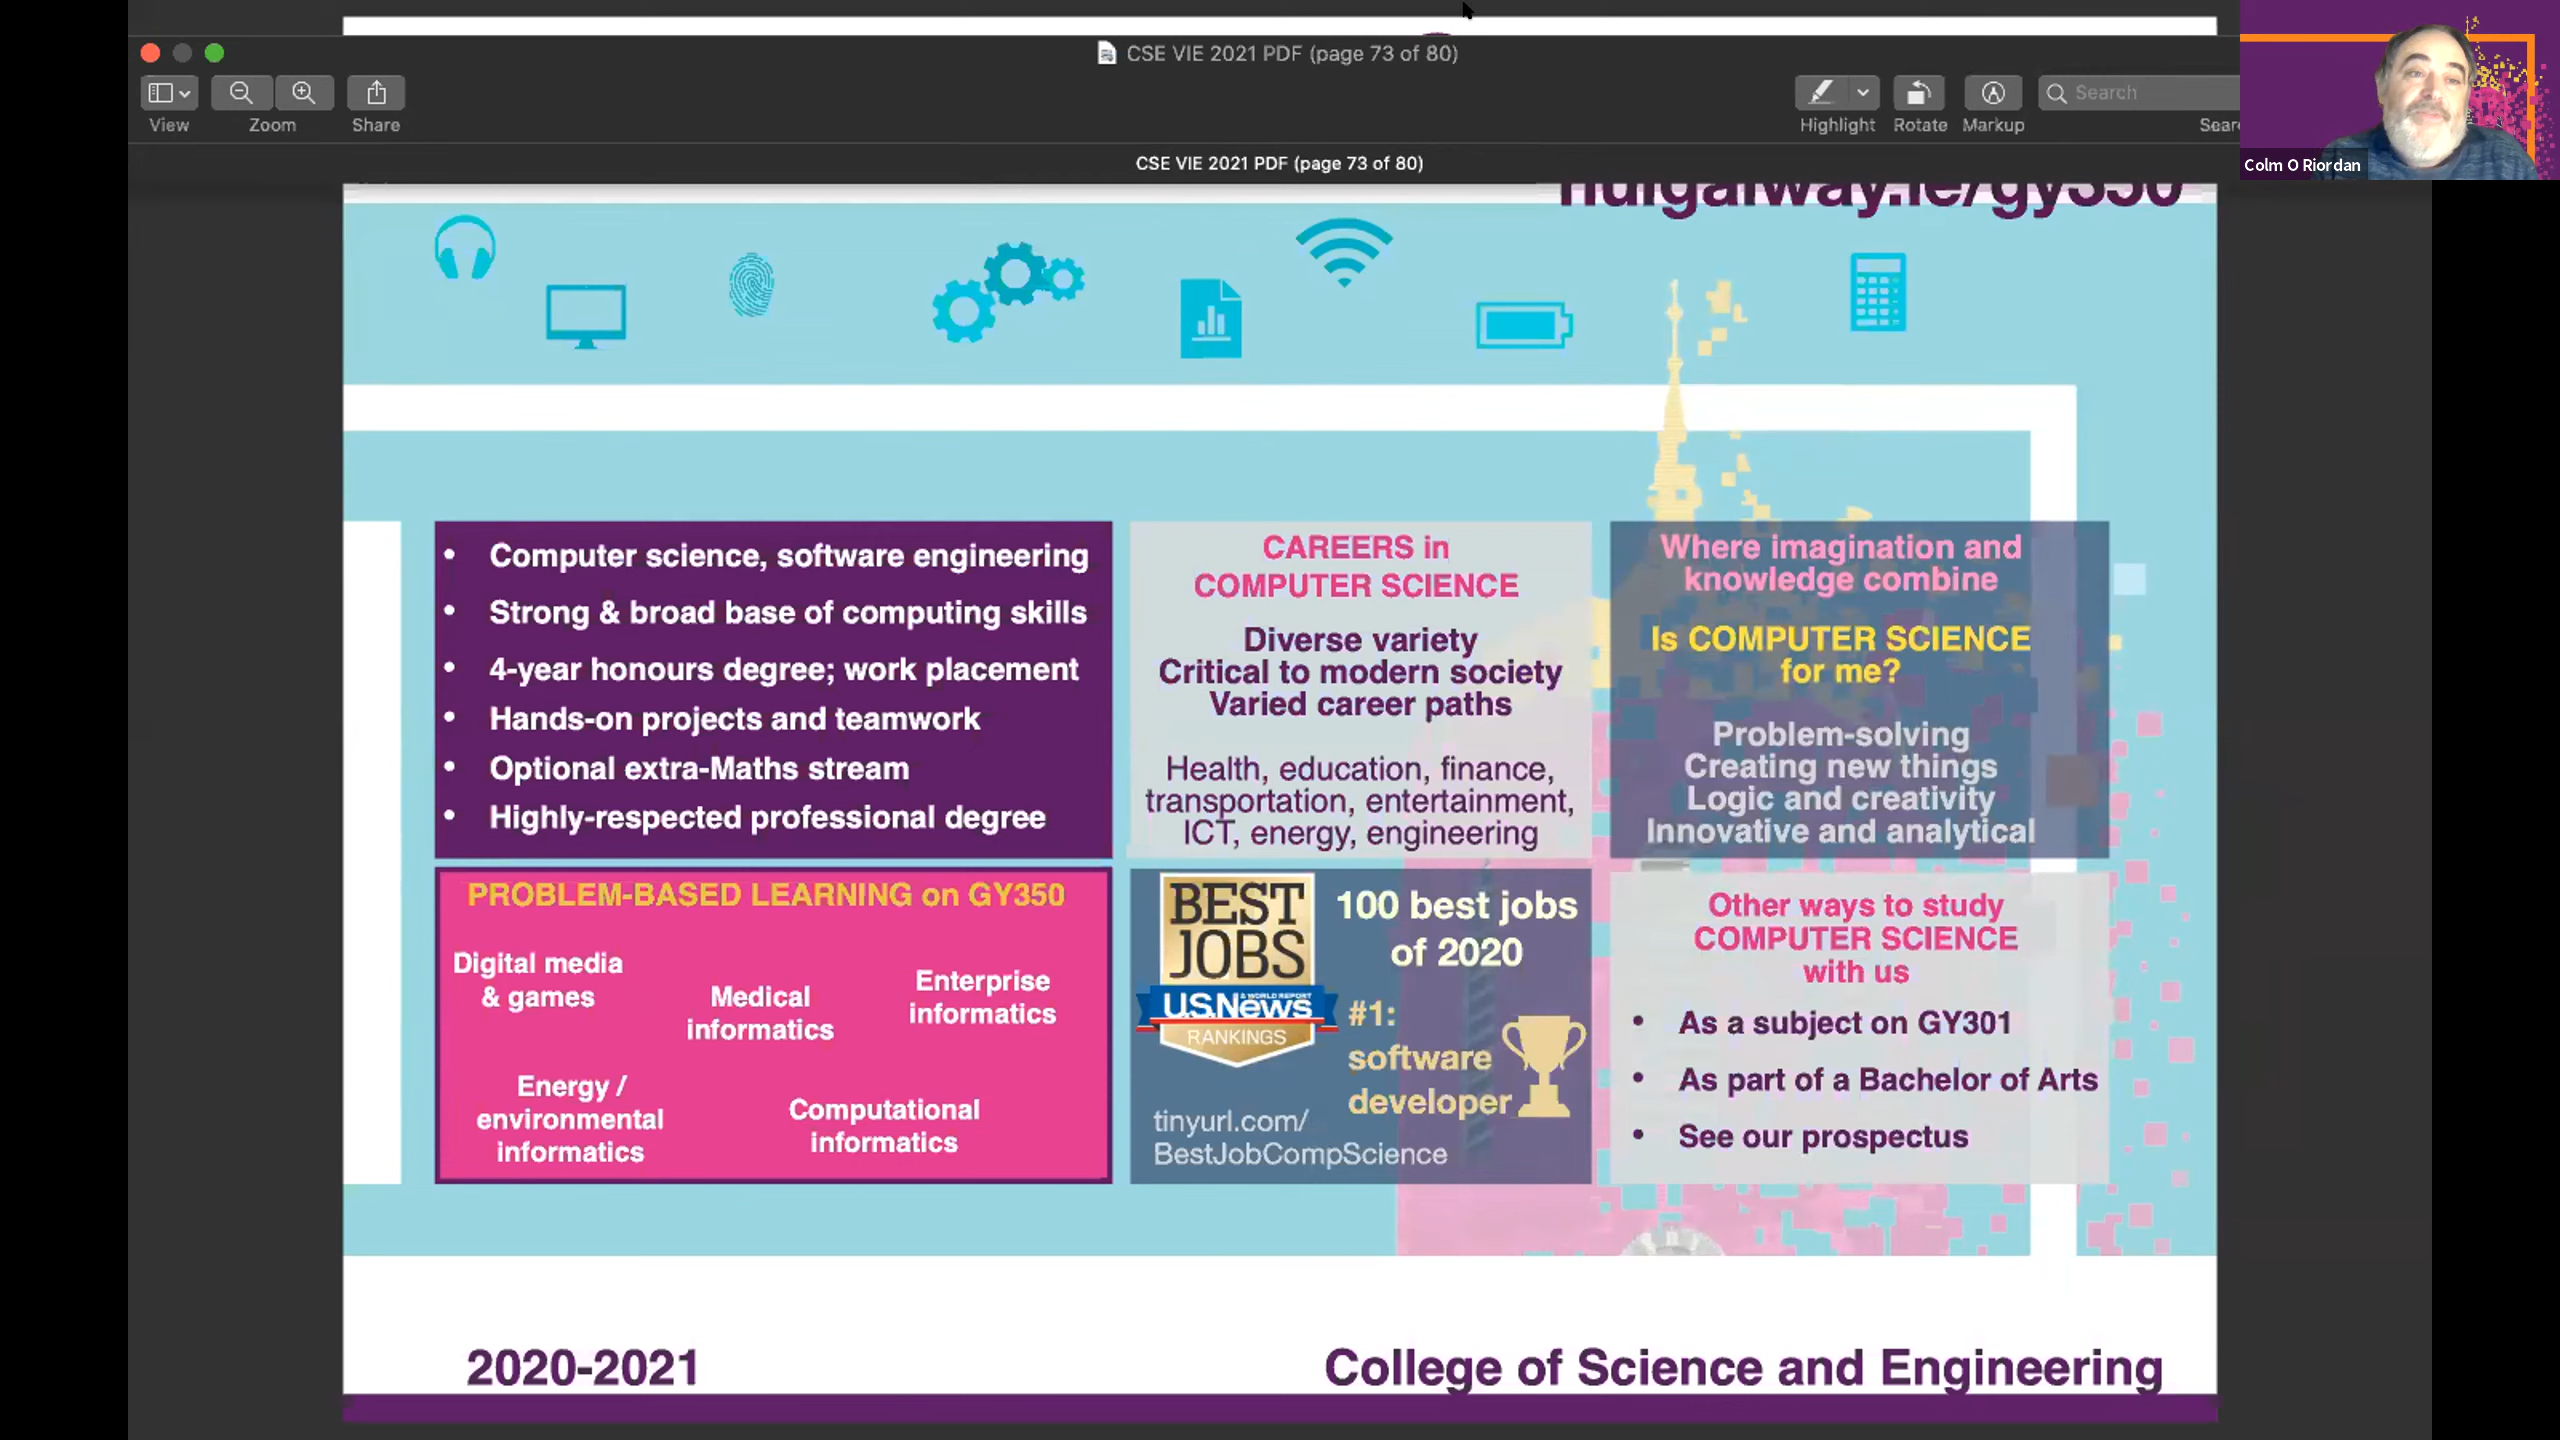 CSE VIE 2021 PDF (page 73 of 80)
View
Zoom
Share
Highlight
Rotate
Markup
Search
Sear
Colm O Riordan
CSE VIE 2021 PDF (page 73 of 80)
nuigalway.ie/gy350
• Computer science, software engineering
• Strong & broad base of computing skills
• 4-year honours degree; work placement
• Hands-on projects and teamwork
• Optional extra-Maths stream
• Highly-respected professional degree
CAREERS in
COMPUTER SCIENCE
Diverse variety
Critical to modern society
Varied career paths
Health, education, finance,
transportation, entertainment,
ICT, energy, engineering
Where imagination and
knowledge combine
Is COMPUTER SCIENCE
for me?
Problem-solving
Creating new things
Logic and creativity
Innovative and analytical
PROBLEM-BASED LEARNING on GY350
Digital media
& games
Medical
informatics
Enterprise
informatics
Energy /
environmental
informatics
Computational
informatics
BEST
JOBS
U.S.News
& WORLD REPORT
RANKINGS
100 best jobs
of 2020
#1:
software
developer
tinyurl.com/
BestJobCompScience
Other ways to study
COMPUTER SCIENCE
with us
• As a subject on GY301
• As part of a Bachelor of Arts
• See our prospectus
2020-2021
College of Science and Engineering